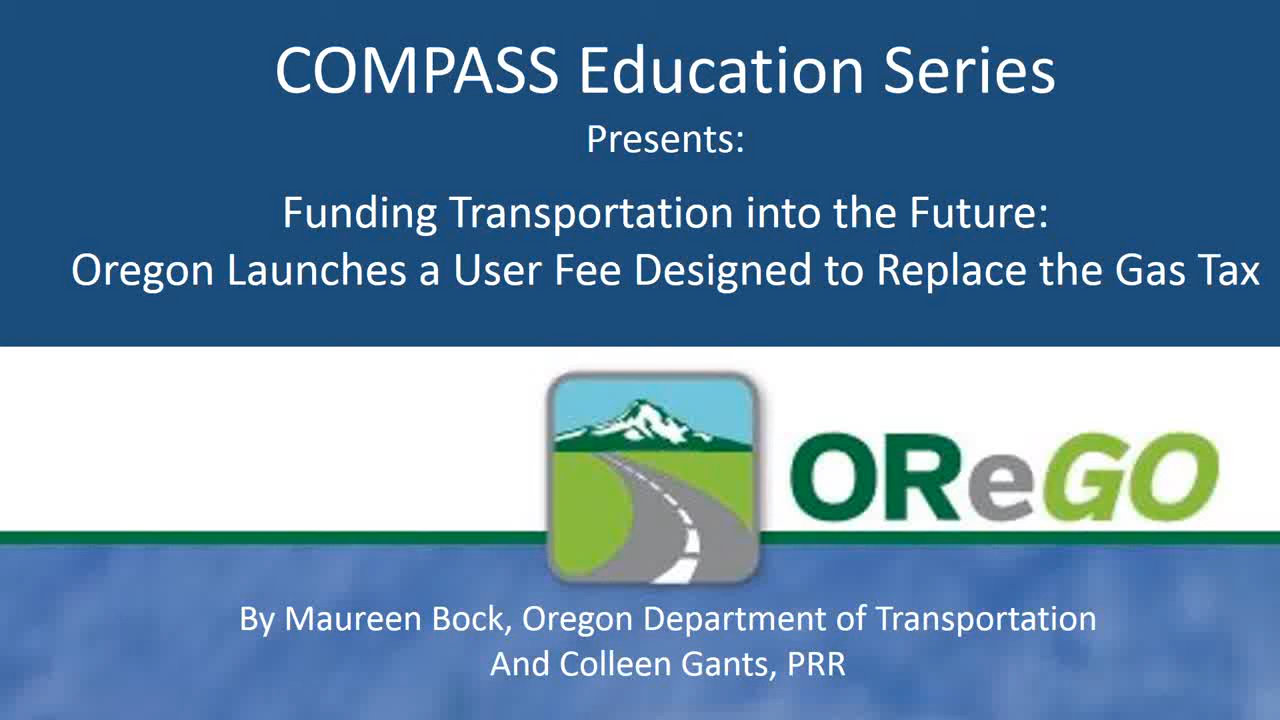 COMPASS Education Series
Presents:
Funding Transportation into the Future:
Oregon Launches a User Fee Designed to Replace the Gas Tax
OReGO
By Maureen Bock, Oregon Department of Transportation
And Colleen Gants, PRR